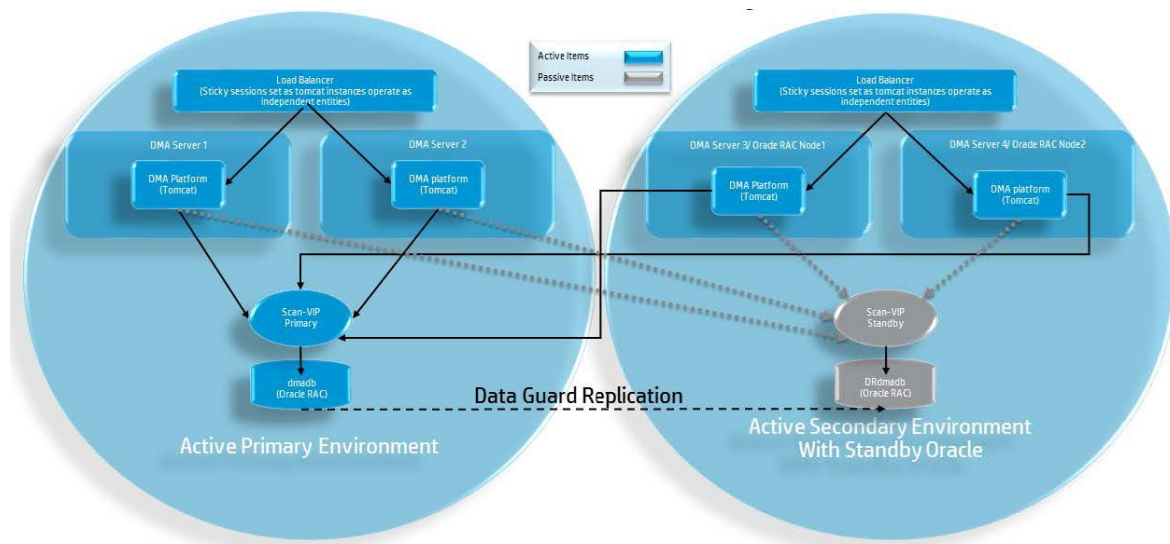 Active Items
Passive Items
Load Balancer
(Sticky sessions set as tomcat instances operate as
independent entities)
DMA Server 1
DMA Platform
(Tomcat)
DMA Server 2
DMA platform
(Tomcat)
Scan-VIP
Primary
dmadb
(Oracle RAC)
Active Primary Environment
Data Guard Replication
Load Balancer
(Sticky sessions set as tomcat instances operate as
independent entities)
DMA Server 3/ Orade RAC Node1
DMA Platform
(Tomcat)
DMA Server 4/ Oracle RAC Node2
DMA platform
(Tomcat)
Scan-VIP
Standby
DRdmadb
(Oracle RAC)
Active Secondary Environment
With Standby Oracle